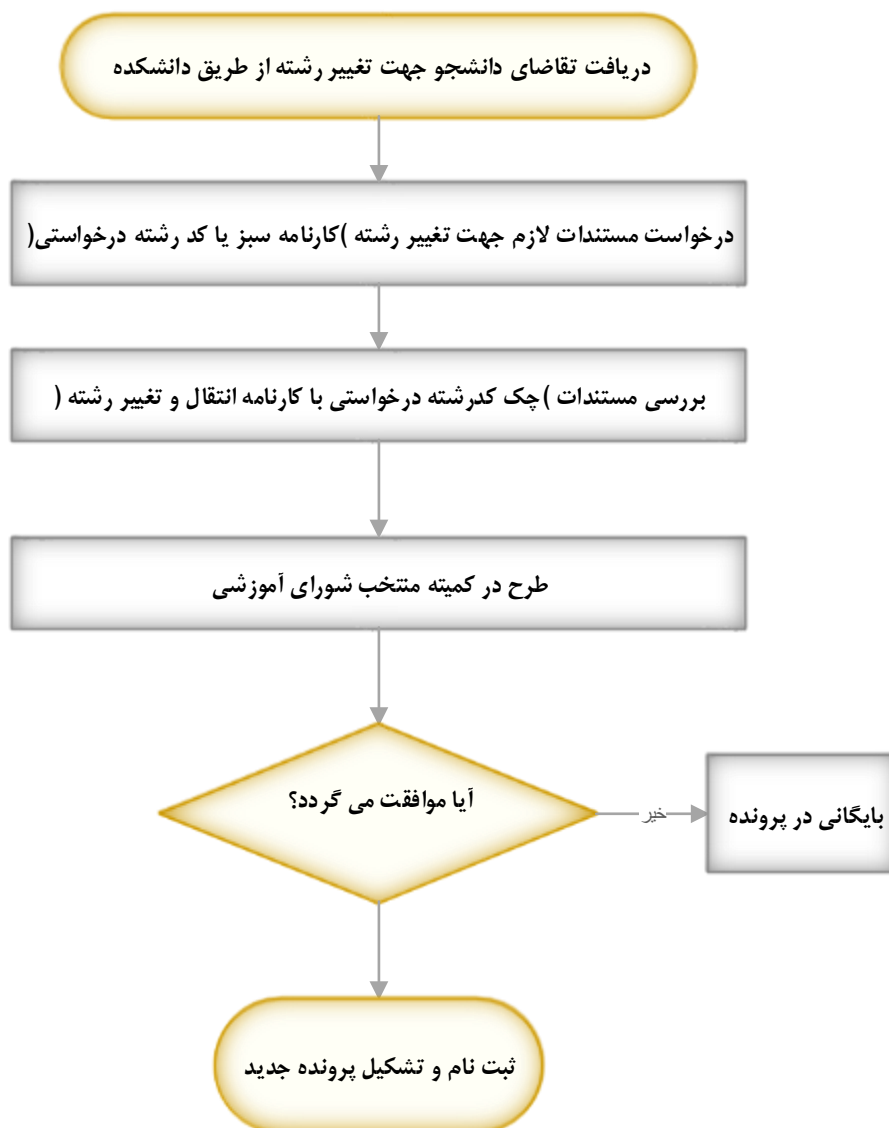 دریافت تقاضای دانشجو جهت تغییر رشته از طریق دانشکده
درخواست مستندات لازم جهت تغییر رشته )کارنامه سبز یا کد رشته درخواستی(
بررسی مستندات )چک کدرشته درخواستی با کارنامه انتقال و تغییر رشته (
طرح در کمیته منتخب شورای آموزشی
آیا موافقت می گردد؟
خیر
بایگانی در پرونده
ثبت نام و تشکیل پرونده جدید